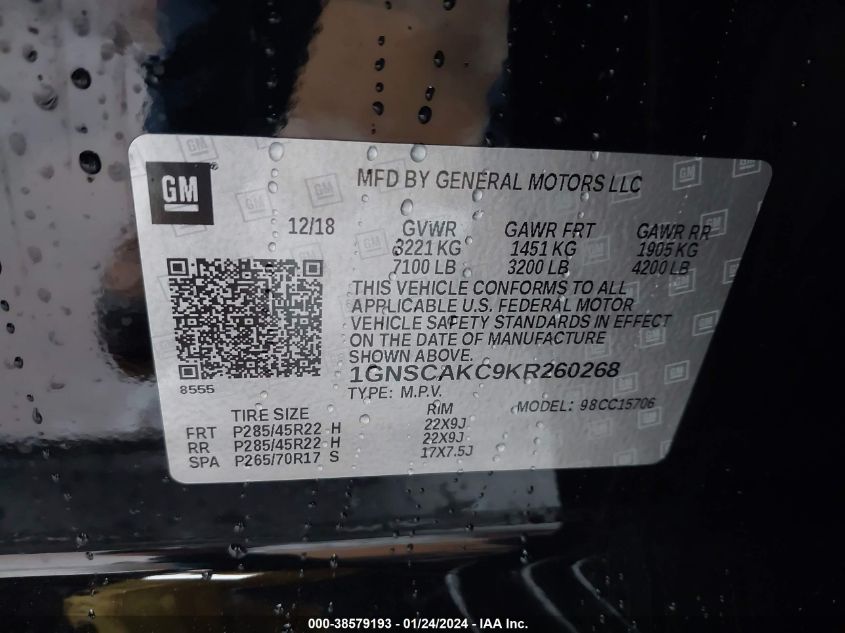 GM
MFD BY GENERAL MOTORS LLC
12/18 GVWR GAWR FRT GAWR RR
3221 KG 1451 KG 1905 KG
7100 LB 3200 LB 4200 LB
THIS VEHICLE CONFORMS TO ALL
APPLICABLE U.S. FEDERAL MOTOR
VEHICLE SAFETY STANDARDS IN EFFECT
ON THE DATE OF MANUFACTURE
SHOWN ABOVE.
8555
1GNSCAKC9KR260268
TYPE: M.P.V. MODEL: 98CC15706
TIRE SIZE RIM
FRT P285/45R22 H 22X9J
RR P285/45R22 H 22X9J
SPA P265/70R17 S 17X7.5J
000-38579193 - 01/24/2024 - IAA Inc.